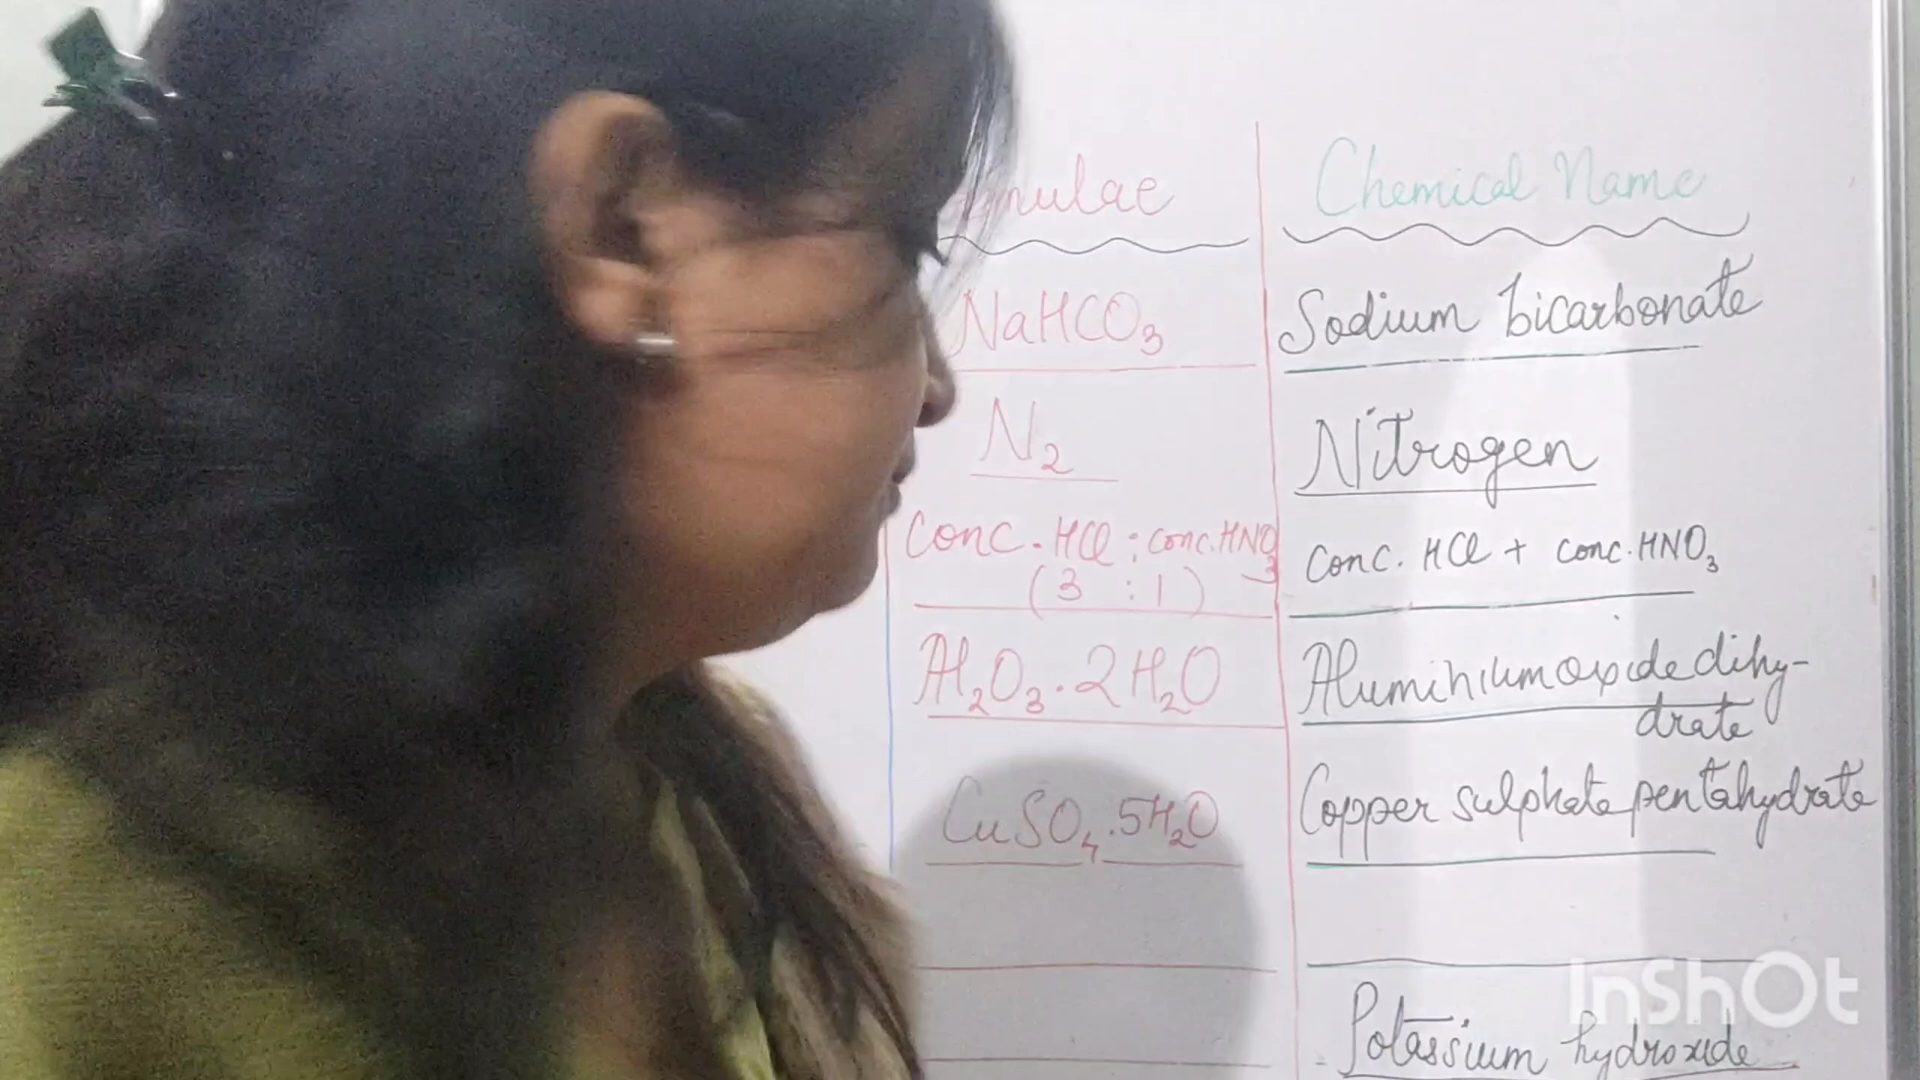 mulae Chemical Name
NaHCO3 Sodium bicarbonate
N2 Nitrogen
Conc. HCl : conc. HNO3 conc. HCl + conc. HNO3
(3 : 1)
Al2O3.2H2O Aluminium oxide dihy-
drate
CuSO4.5H2O Copper sulphate pentahydrate
InShOt
Potassium hydroxide